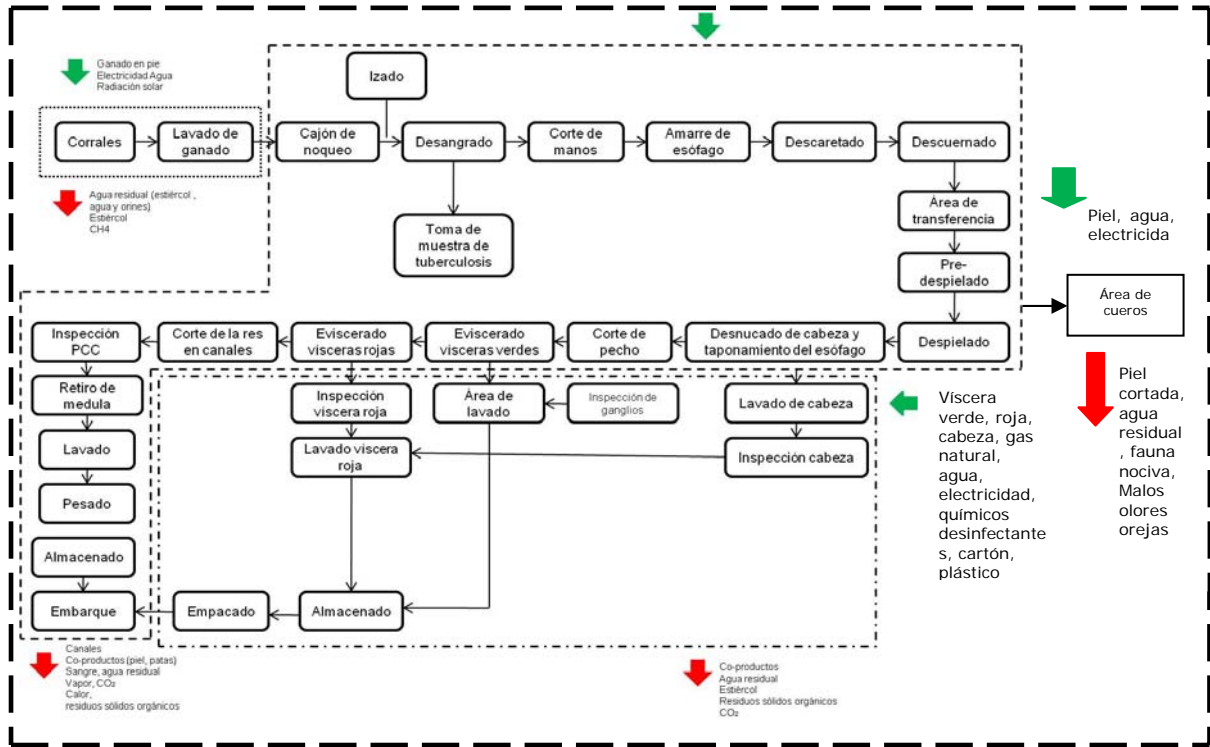 Ganado en pie
Electricidad Agua
Radiación solar
Izado
Corrales
Lavado de
ganado
Cajón de
noqueo
Desangrado
Corte de
manos
Amarre de
esófago
Descaretado
Descuernado
Agua residual (estiércol ,
agua y orines)
Estiércol
CH4
Toma de
muestra de
tuberculosis
Área de
transferencia
Piel, agua,
electricida
Pre-
despielado
Área de
cueros
Inspección
PCC
Corte de la res
en canales
Eviscerado
vísceras rojas
Eviscerado
vísceras verdes
Corte de
pecho
Desnucado de cabeza y
taponamiento del esófago
Despielado
Retiro de
medula
Inspección
víscera roja
Área de
lavado
Inspección de
ganglios
Lavado de cabeza
Víscera
verde, roja,
cabeza, gas
natural,
agua,
electricidad,
químicos
desinfectante
s, cartón,
plástico
Piel
cortada,
agua
residual
, fauna
nociva,
Malos
olores
orejas
Lavado
Lavado víscera
roja
Inspección cabeza
Pesado
Almacenado
Embarque
Empacado
Almacenado
Canales
Co-productos (piel, patas)
Sangre, agua residual
Vapor, CO₂
Calor,
residuos sólidos orgánicos
Co-productos
Agua residual
Estiércol
Residuos sólidos orgánicos
CO₂